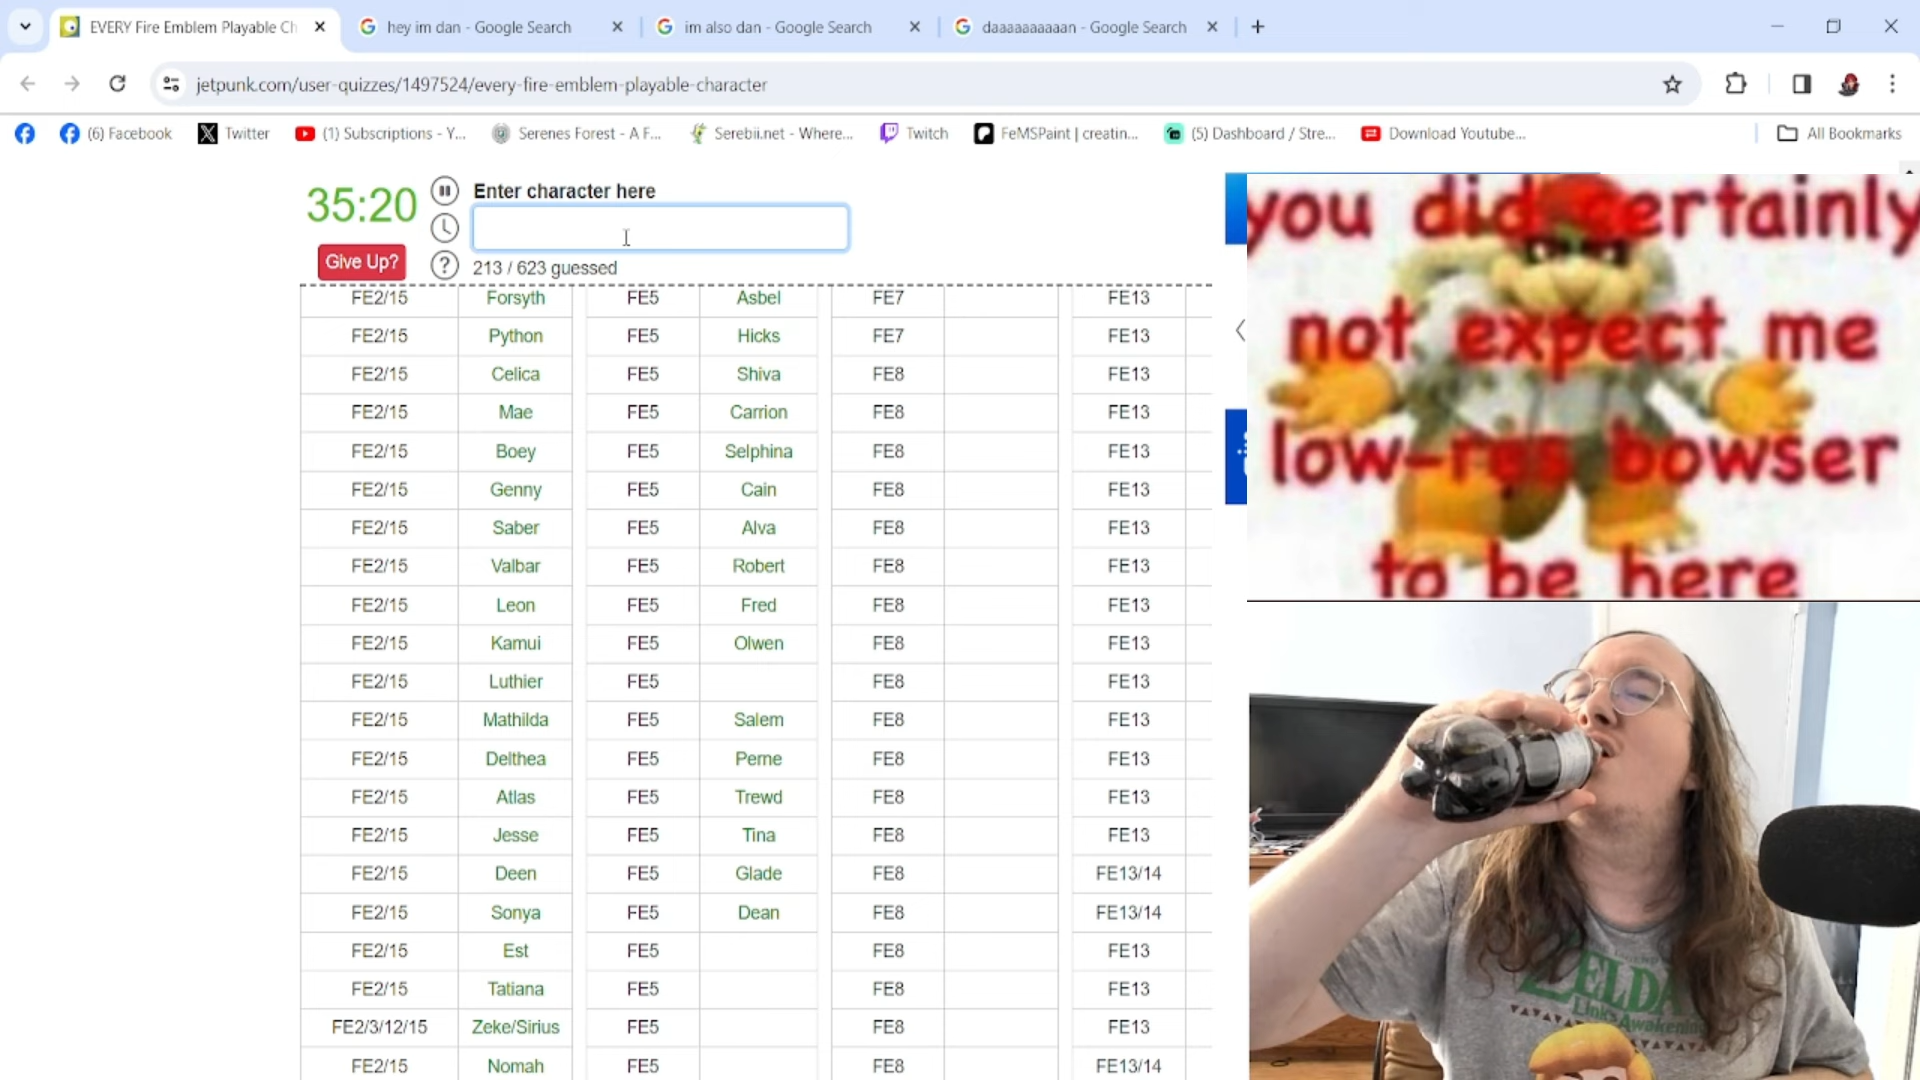 EVERY Fire Emblem Playable Ch
hey im dan - Google Search
im also dan - Google Search
daaaaaaaaaan - Google Search
jetpunk.com/user-quizzes/1497524/every-fire-emblem-playable-character
(6) Facebook
Twitter
(1) Subscriptions - Y...
Serenes Forest - A F...
Serebii.net - Where...
Twitch
FeMSPaint | creatin...
(5) Dashboard / Stre...
Download Youtube...
All Bookmarks
35:20
Give Up?
Enter character here
213 / 623 guessed
FE2/15 Forsyth FE5 Asbel FE7 FE13
FE2/15 Python FE5 Hicks FE7 FE13
FE2/15 Celica FE5 Shiva FE8 FE13
FE2/15 Mae FE5 Carrion FE8 FE13
FE2/15 Boey FE5 Selphina FE8 FE13
FE2/15 Genny FE5 Cain FE8 FE13
FE2/15 Saber FE5 Alva FE8 FE13
FE2/15 Valbar FE5 Robert FE8 FE13
FE2/15 Leon FE5 Fred FE8 FE13
FE2/15 Kamui FE5 Olwen FE8 FE13
FE2/15 Luthier FE5 FE8 FE13
FE2/15 Mathilda FE5 Salem FE8 FE13
FE2/15 Delthea FE5 Perne FE8 FE13
FE2/15 Atlas FE5 Trewd FE8 FE13
FE2/15 Jesse FE5 Tina FE8 FE13
FE2/15 Deen FE5 Glade FE8 FE13/14
FE2/15 Sonya FE5 Dean FE8 FE13/14
FE2/15 Est FE5 FE8 FE13
FE2/15 Tatiana FE5 FE8 FE13
FE2/3/12/15 Zeke/Sirius FE5 FE8 FE13
FE2/15 Nomah FE5 FE8 FE13/14
you did certainly
not expect me
low-res bowser
to be here
ZELDA
Link's Awakening